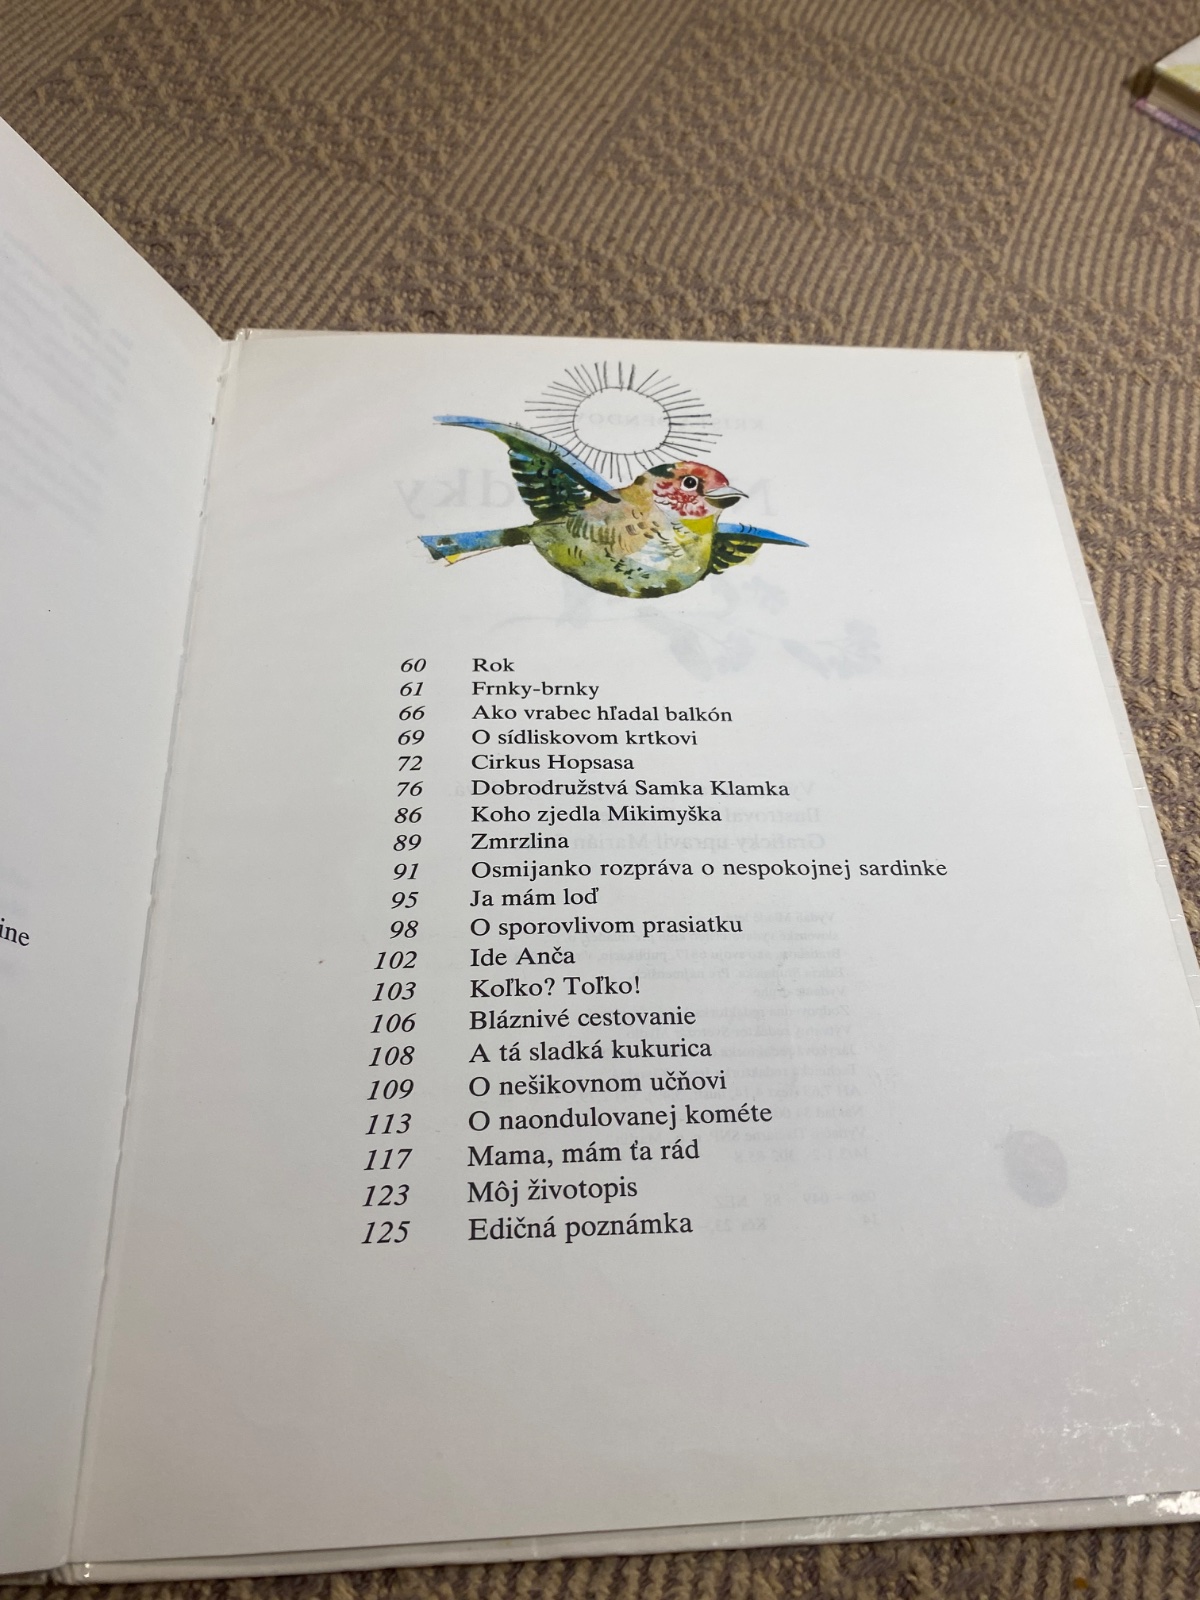 ine
60 Rok
61 Frnky-brnky
66 Ako vrabec hľadal balkón
69 O sídliskovom krtkovi
72 Cirkus Hopsasa
76 Dobrodružstvá Samka Klamka
86 Koho zjedla Mikimyška
89 Zmrzlina
91 Osmijanko rozpráva o nespokojnej sardinke
95 Ja mám loď
98 O sporovlivom prasiatku
102 Ide Anča
103 Koľko? Toľko!
106 Bláznivé cestovanie
108 A tá sladká kukurica
109 O nešikovnom učňovi
113 O naondulovanej kométe
117 Mama, mám ťa rád
123 Môj životopis
125 Edičná poznámka